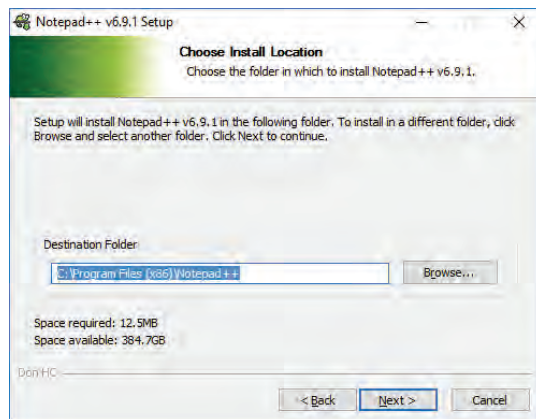 Notepad++ v6.9.1 Setup
Choose Install Location
Choose the folder in which to install Notepad++ v6.9.1.
Setup will install Notepad++ v6.9.1 in the following folder. To install in a different folder, click
Browse and select another folder. Click Next to continue.
Destination Folder
C:\Program Files (x86)\Notepad++
Browse...
Space required: 12.5MB
Space available: 384.7GB
Don HO
< Back
Next >
Cancel